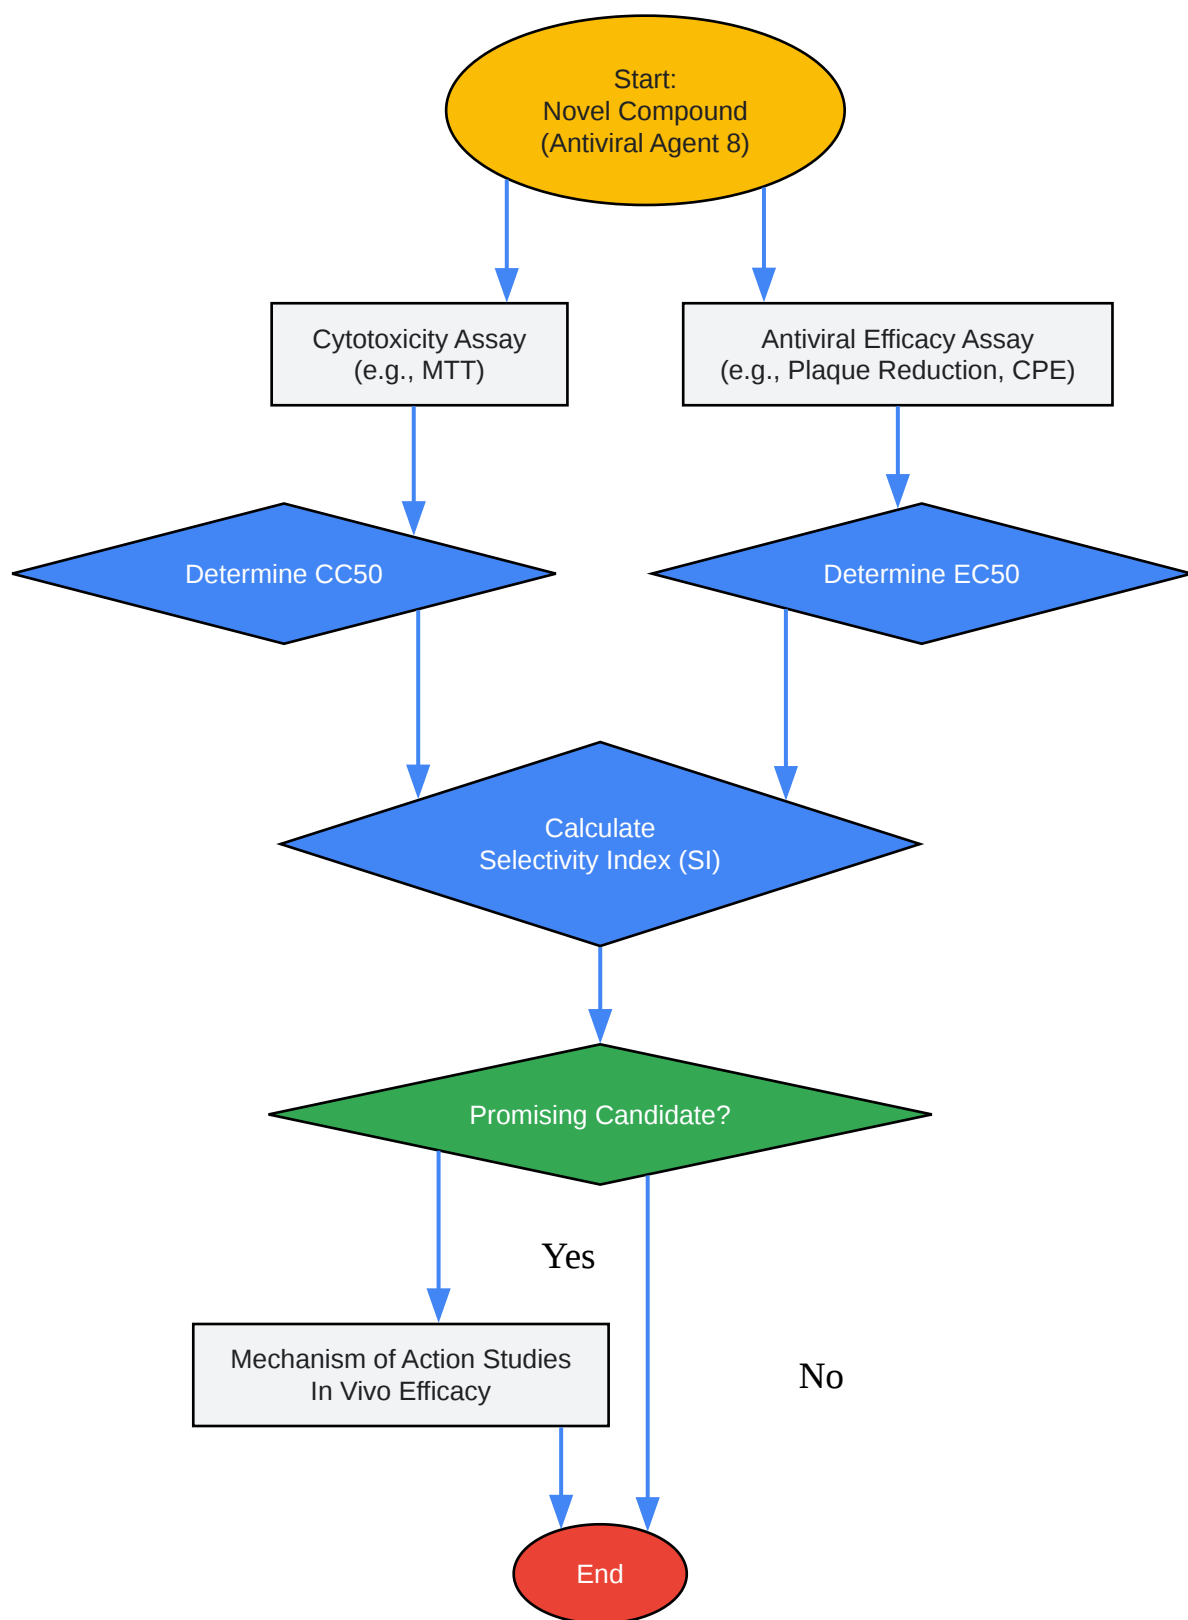 Start:
Novel Compound
(Antiviral Agent 8)
Cytotoxicity Assay
(e.g., MTT)
Antiviral Efficacy Assay
(e.g., Plaque Reduction, CPE)
Determine CC50
Determine EC50
Calculate
Selectivity Index (SI)
Promising Candidate?
Yes
Mechanism of Action Studies
In Vivo Efficacy
No
End